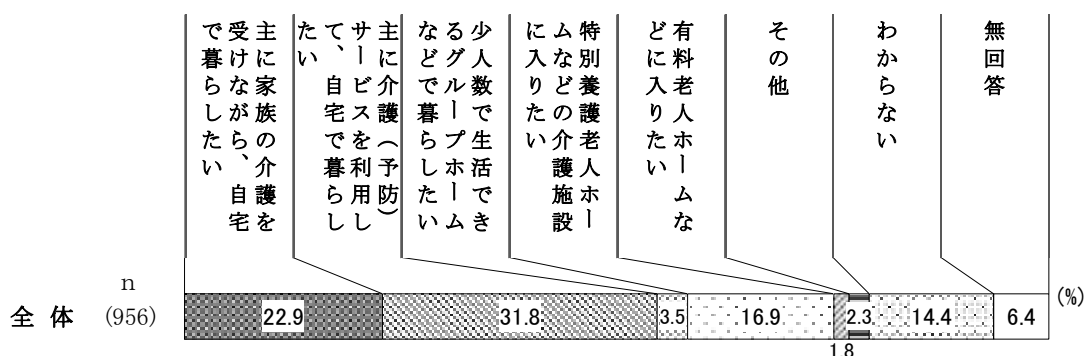 主に家族の介護を
受けながら、自宅
で暮らしたい
主に介護（予防）
サービスを利用し
て、自宅で暮らし
たい
少人数で生活でき
るグループホーム
などで暮らしたい
特別養護老人ホー
ムなどの介護施設
に入りたい
有料老人ホームな
どに入りたい
その他
わからない
無回答
n
全体 (956) 22.9 31.8 3.5 16.9 2.3 14.4 6.4 (%)
1.8